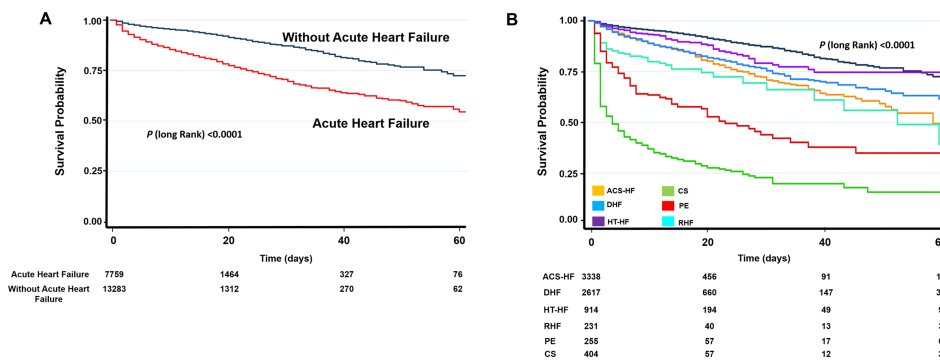 A
1.00
0.75
0.50
0.25
0.00
Survival Probability
Without Acute Heart Failure
Acute Heart Failure
P (long Rank) <0.0001
0 20 40 60
Time (days)
Acute Heart Failure 7759 1464 327 76
Without Acute Heart Failure 13283 1312 270 62
B
1.00
0.75
0.50
0.25
0.00
Survival Probability
P (long Rank) <0.0001
ACS-HF CS
DHF PE
HT-HF RHF
0 20 40
Time (days)
ACS-HF 3338 456 91
DHF 2617 660 147
HT-HF 914 194 49
RHF 231 40 13
PE 255 57 17
CS 404 57 12